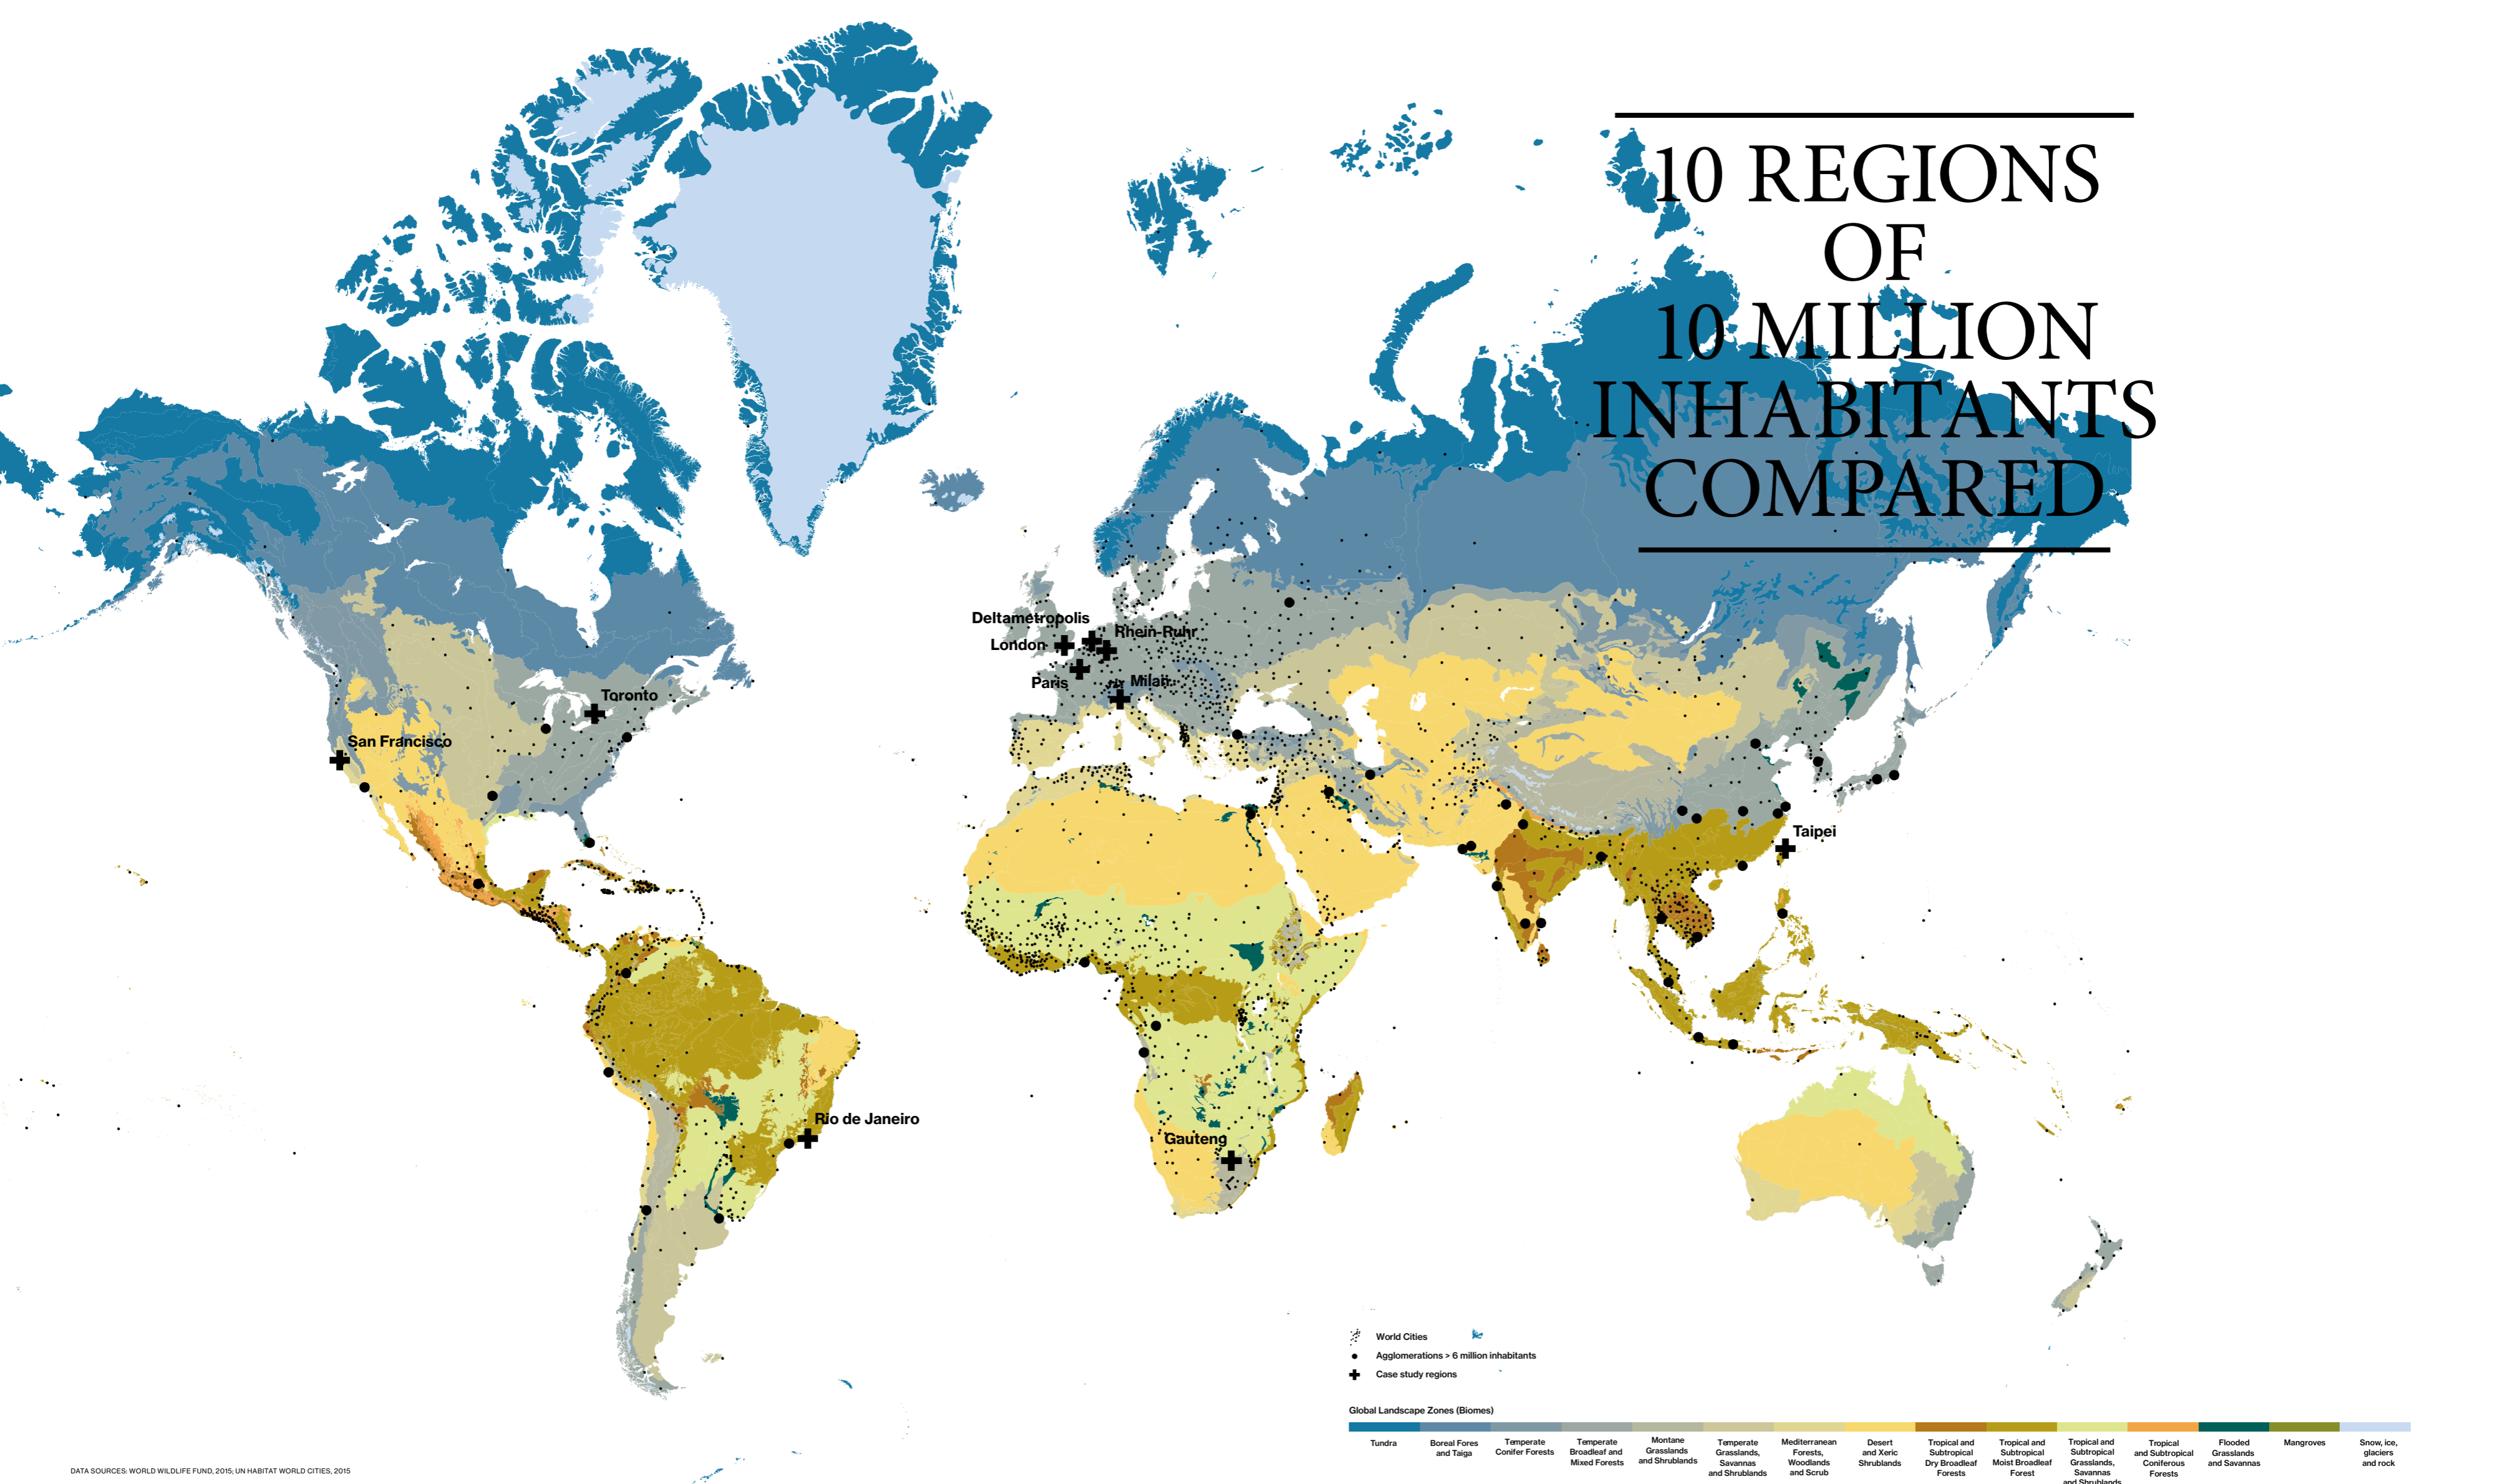 10 REGIONS
OF
10 MILLION
INHABITANTS
COMPARED
Deltametropolis
Rhein-Ruhr
London
Paris
Milan
Toronto
San Francisco
Taipei
Rio de Janeiro
Gauteng
World Cities
Agglomerations > 6 million inhabitants
Case study regions
Global Landscape Zones (Biomes)
Tundra
Boreal Fores
and Taiga
Temperate
Conifer Forests
Temperate
Broadleaf and
Mixed Forests
Montane
Grasslands
and Shrublands
Temperate
Grasslands,
Savannas
and Shrublands
Mediterranean
Forests,
Woodlands
and Scrub
Desert
and Xeric
Shrublands
Tropical and
Subtropical
Dry Broadleaf
Forests
Tropical and
Subtropical
Moist Broadleaf
Forest
Tropical and
Subtropical
Grasslands,
Savannas
and Shrublands
Tropical
and Subtropical
Coniferous
Forests
Flooded
Grasslands
and Savannas
Mangroves
Snow, ice,
glaciers
and rock
DATA SOURCES: WORLD WILDLIFE FUND, 2015; UN HABITAT WORLD CITIES, 2015